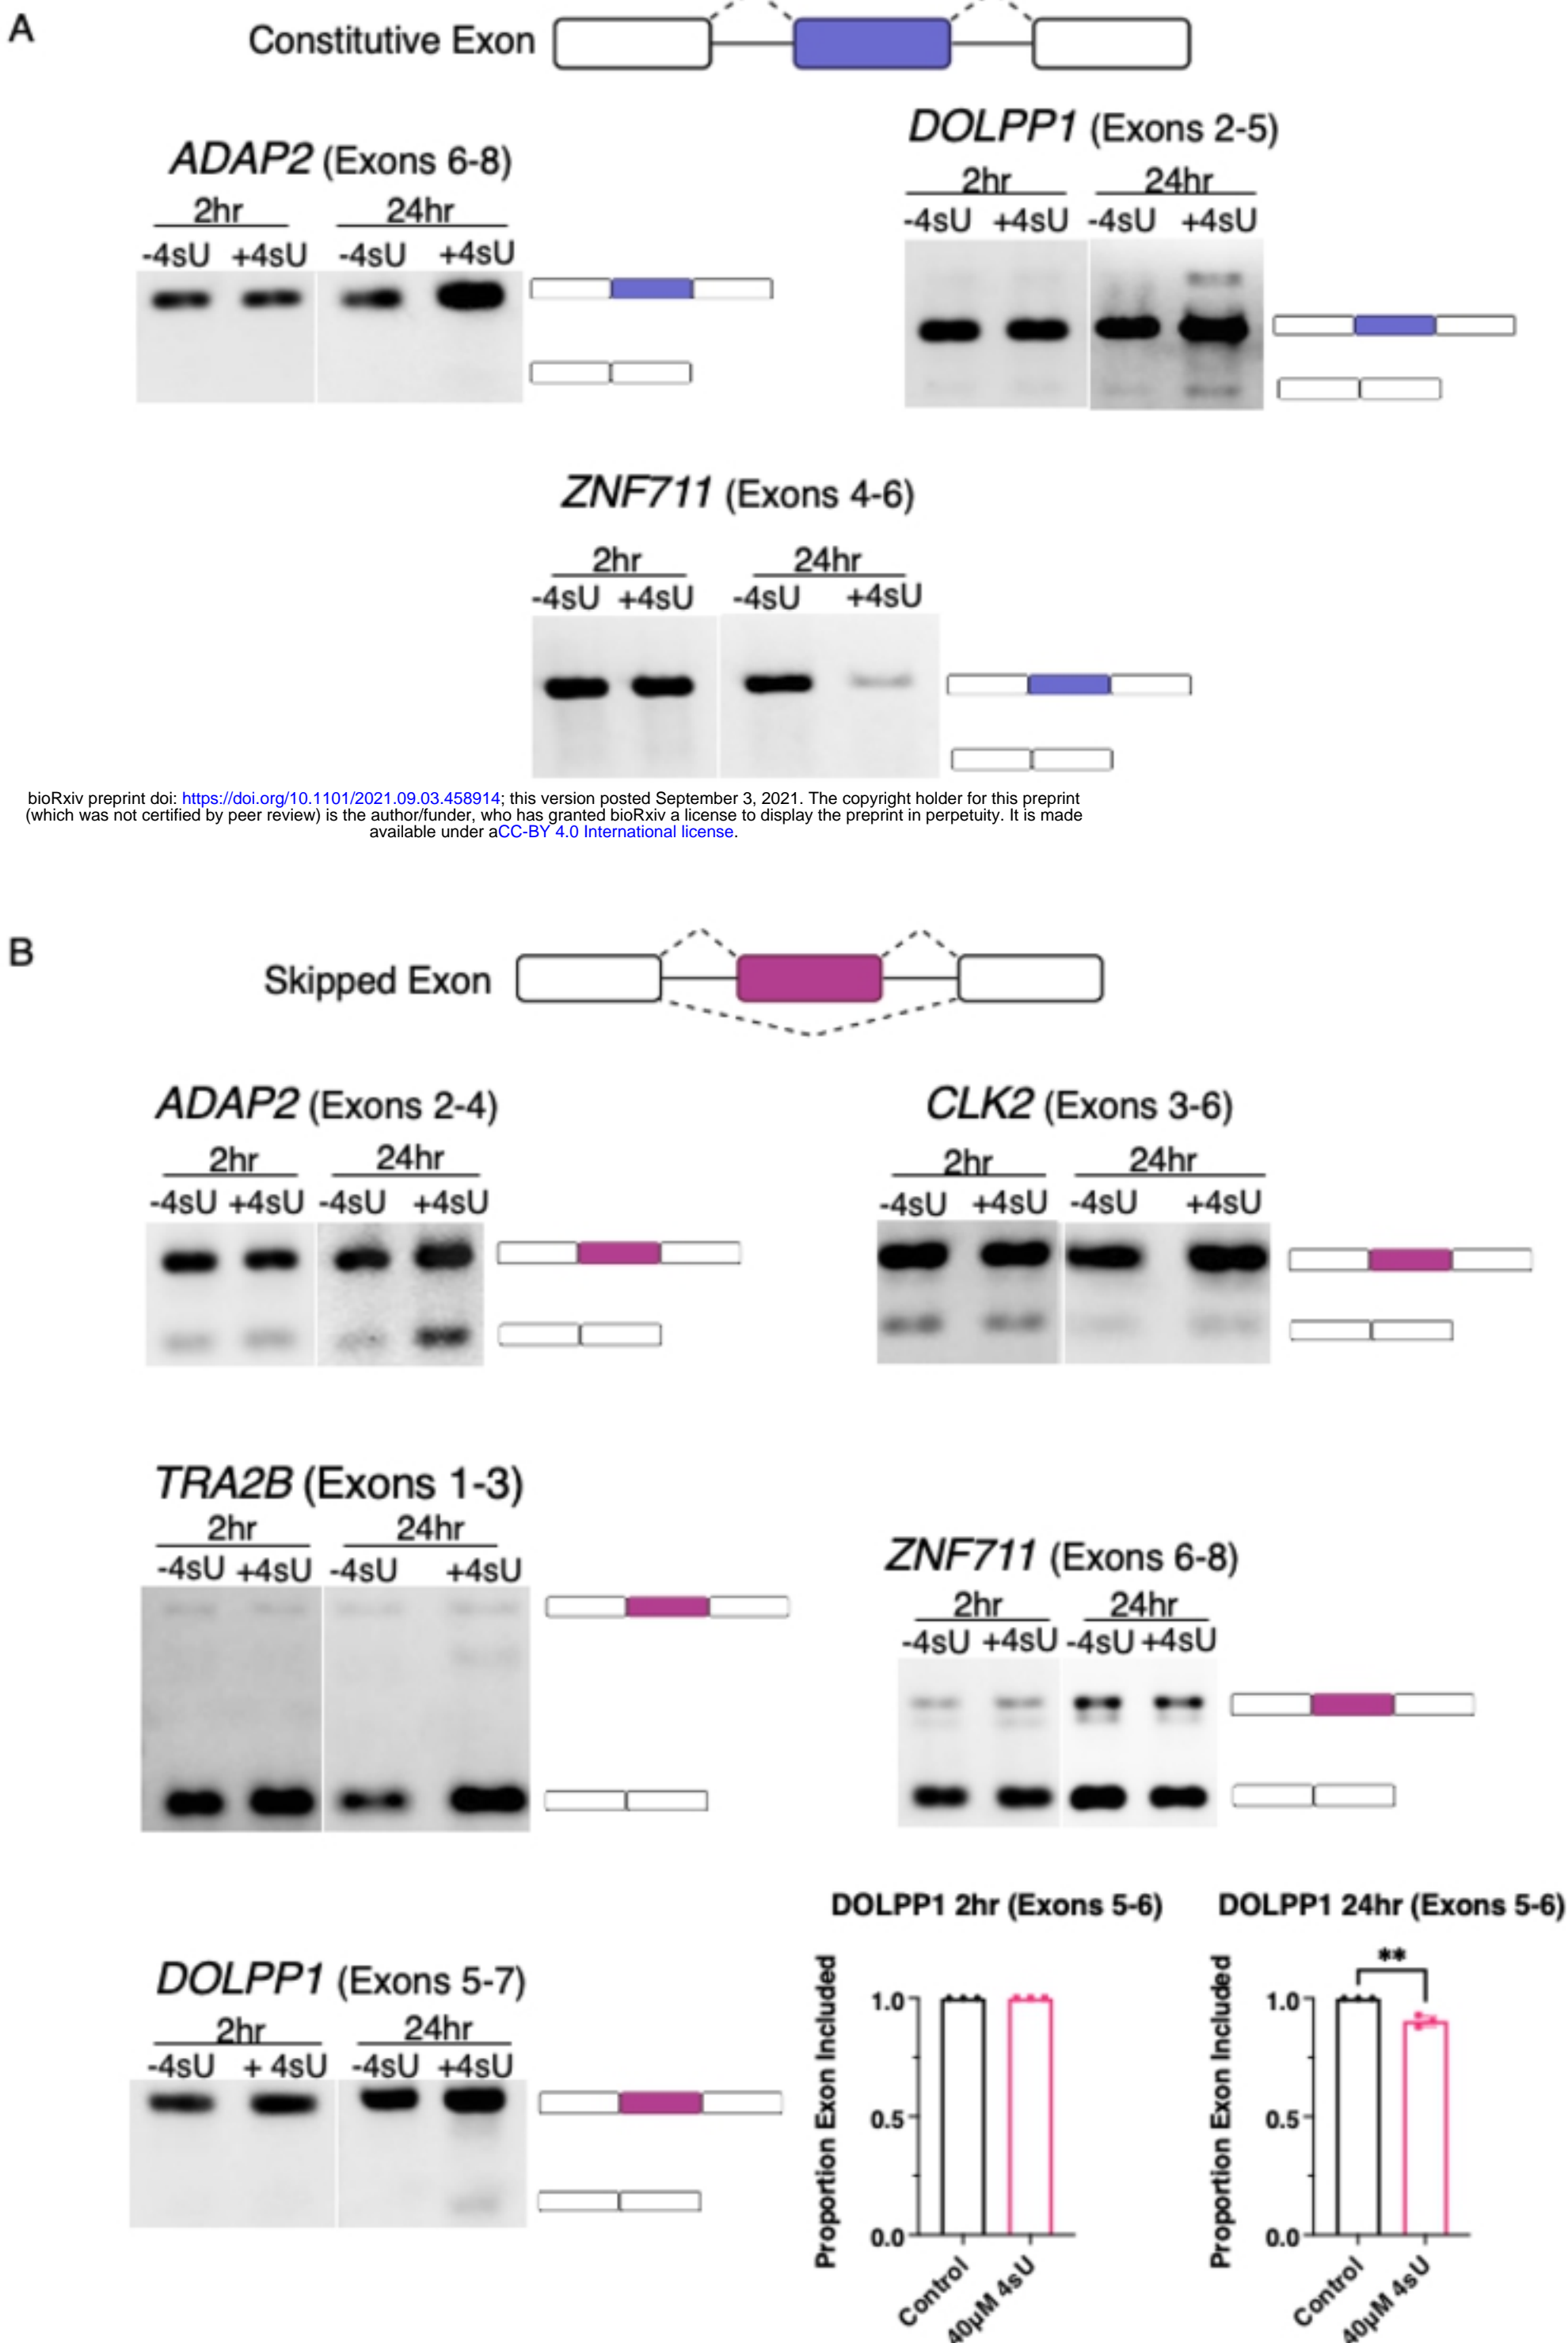 A
Constitutive Exon
ADAP2 (Exons 6-8)
2hr 24hr
-4sU +4sU -4sU +4sU
DOLPP1 (Exons 2-5)
2hr 24hr
-4sU +4sU -4sU +4sU
ZNF711 (Exons 4-6)
2hr 24hr
-4sU +4sU -4sU +4sU
bioRxiv preprint doi: https://doi.org/10.1101/2021.09.03.458914; this version posted September 3, 2021. The copyright holder for this preprint
(which was not certified by peer review) is the author/funder, who has granted bioRxiv a license to display the preprint in perpetuity. It is made
available under aCC-BY 4.0 International license.
B
Skipped Exon
ADAP2 (Exons 2-4)
2hr 24hr
-4sU +4sU -4sU +4sU
CLK2 (Exons 3-6)
2hr 24hr
-4sU +4sU -4sU +4sU
TRA2B (Exons 1-3)
2hr 24hr
-4sU +4sU -4sU +4sU
ZNF711 (Exons 6-8)
2hr 24hr
-4sU +4sU -4sU +4sU
DOLPP1 (Exons 5-7)
2hr 24hr
-4sU + 4sU -4sU +4sU
DOLPP1 2hr (Exons 5-6)
Proportion Exon Included
1.0
0.5
0.0
Control
40µM 4sU
DOLPP1 24hr (Exons 5-6)
**
Proportion Exon Included
1.0
0.5
0.0
Control
40µM 4sU